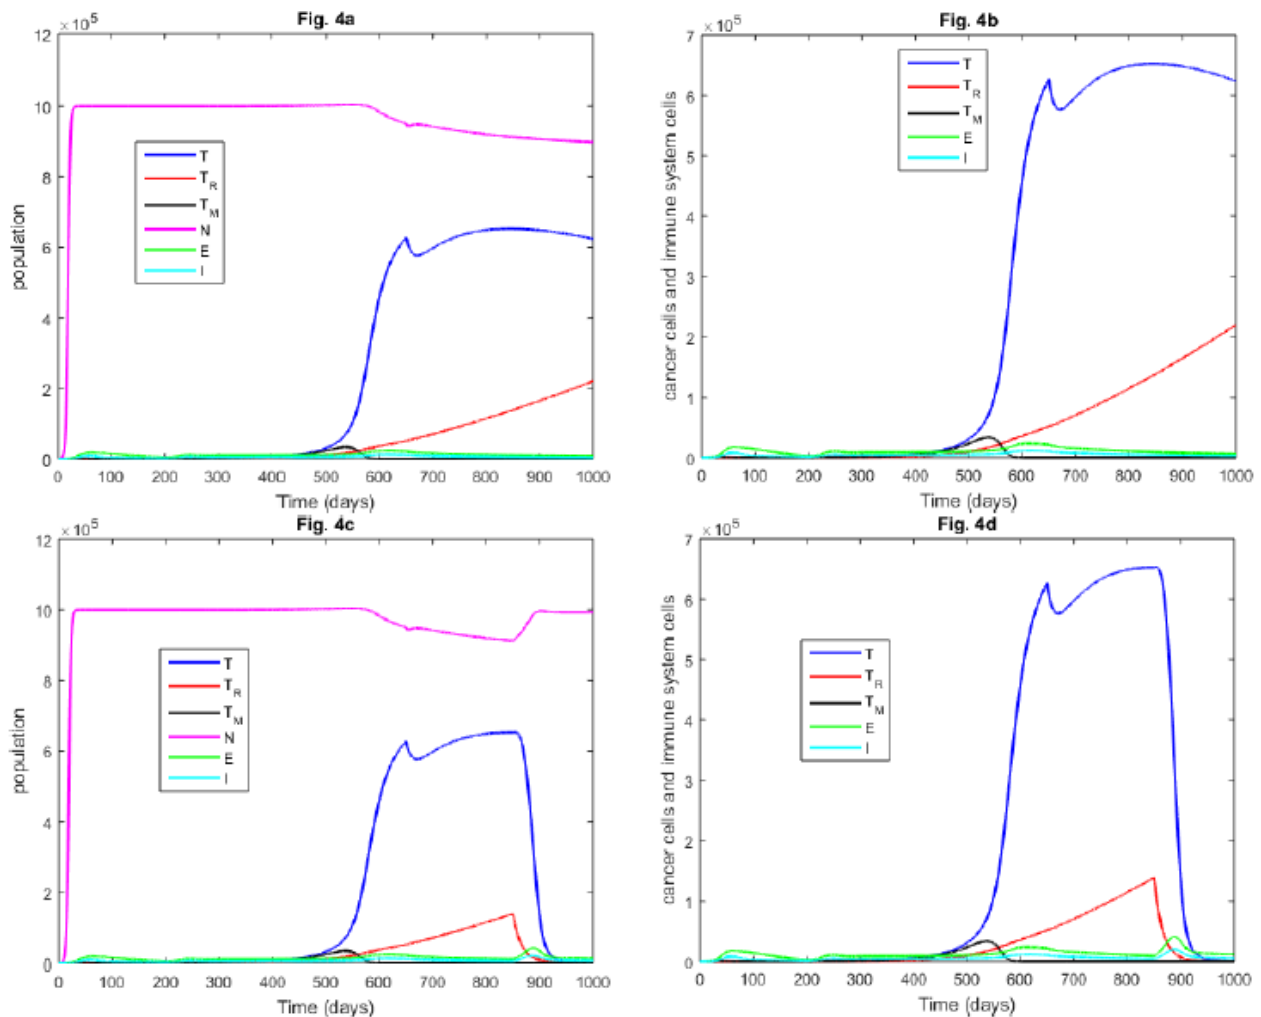 Fig. 4a
×10^5
12
10
8
6
4
2
0
population
T
T_R
T_M
N
E
I
0 100 200 300 400 500 600 700 800 900 1000
Time (days)
Fig. 4b
×10^5
7
6
5
4
3
2
1
0
cancer cells and immune system cells
T
T_R
T_M
E
I
0 100 200 300 400 500 600 700 800 900 1000
Time (days)
Fig. 4c
×10^5
12
10
8
6
4
2
0
population
T
T_R
T_M
N
E
I
0 100 200 300 400 500 600 700 800 900 1000
Time (days)
Fig. 4d
×10^5
7
6
5
4
3
2
1
0
cancer cells and immune system cells
T
T_R
T_M
E
I
0 100 200 300 400 500 600 700 800 900 1000
Time (days)